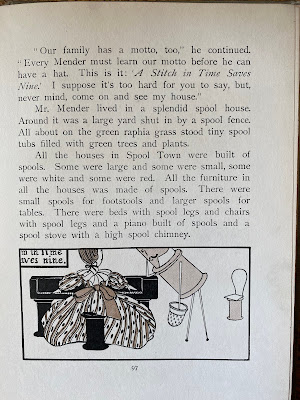 "Our family has a motto, too," he continued.
"Every Mender must learn our motto before he can
have a hat. This is it: 'A Stitch in Time Saves
Nine.' I suppose it's too hard for you to say, but,
never mind, come on and see my house."
Mr. Mender lived in a splendid spool house.
Around it was a large yard shut in by a spool fence.
All about on the green raphia grass stood tiny spool
tubs filled with green trees and plants.
All the houses in Spool Town were built of
spools. Some were large and some were small, some
were white and some were red. All the furniture in
all the houses was made of spools. There were
small spools for footstools and larger spools for
tables. There were beds with spool legs and chairs
with spool legs and a piano built of spools and a
spool stove with a high spool chimney.
in Time
aves nine.
97